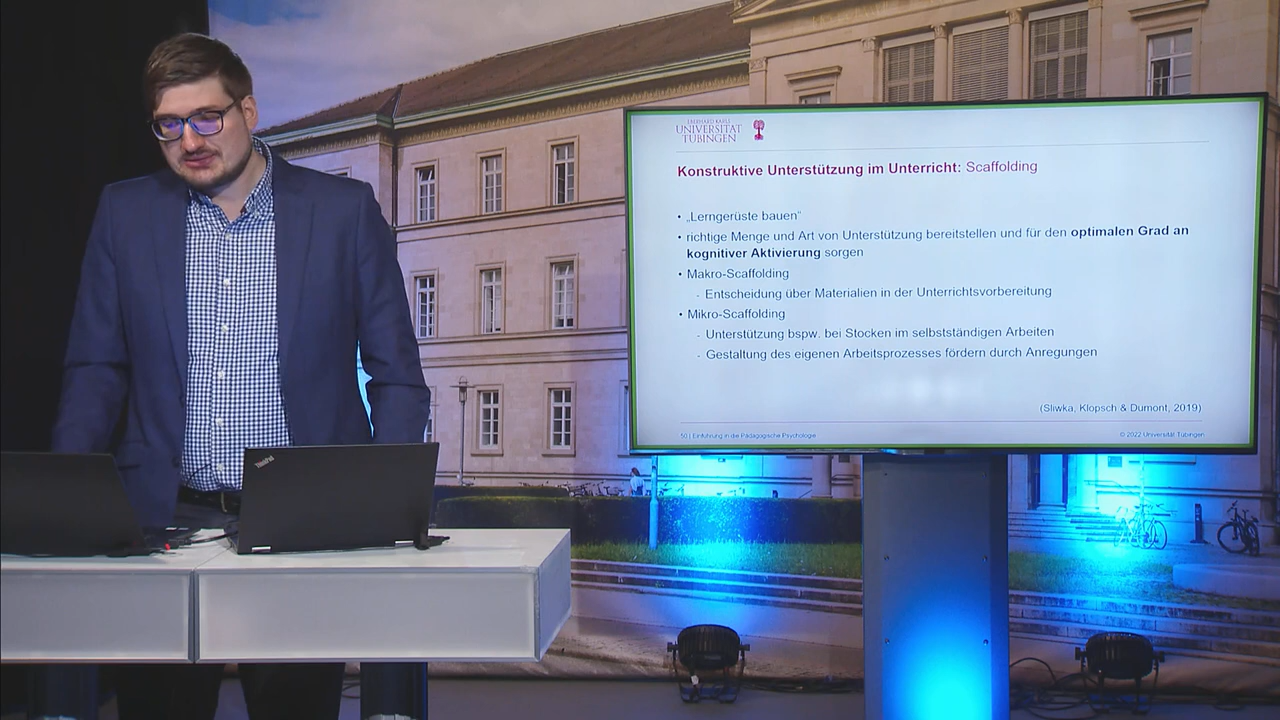 EBERHARD KARLS
UNIVERSITÄT
TÜBINGEN
Konstruktive Unterstützung im Unterricht: Scaffolding
• „Lerngerüste bauen“
• richtige Menge und Art von Unterstützung bereitstellen und für den optimalen Grad an
kognitiver Aktivierung sorgen
• Makro-Scaffolding
- Entscheidung über Materialien in der Unterrichtsvorbereitung
• Mikro-Scaffolding
- Unterstützung bspw. bei Stocken im selbstständigen Arbeiten
- Gestaltung des eigenen Arbeitsprozesses fördern durch Anregungen
(Sliwka, Klopsch & Dumont, 2019)
50 | Einführung in die Pädagogische Psychologie
© 2022 Universität Tübingen
ThinkPad